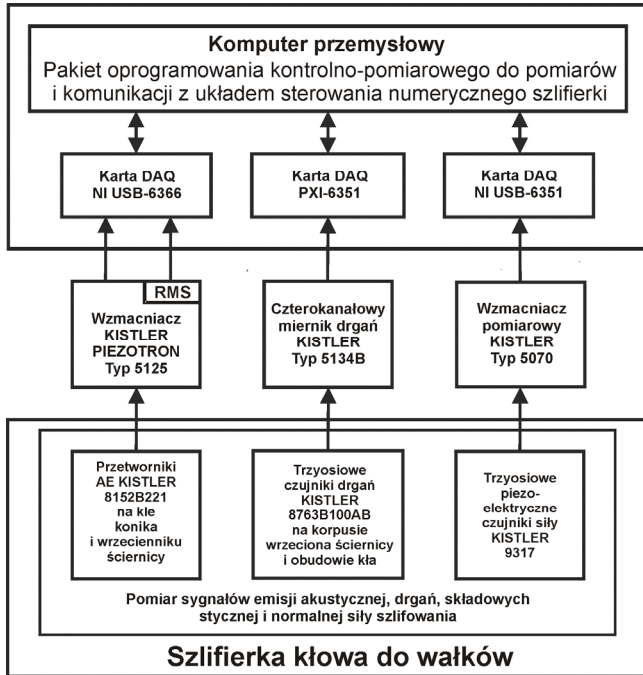 Komputer przemysłowy
Pakiet oprogramowania kontrolno-pomiarowego do pomiarów
i komunikacji z układem sterowania numerycznego szlifierki
Karta DAQ
NI USB-6366
Karta DAQ
PXI-6351
Karta DAQ
NI USB-6351
RMS
Wzmacniacz
KISTLER
PIEZOTRON
Typ 5125
Czterokanałowy
miernik drgań
KISTLER
Typ 5134B
Wzmacniacz
pomiarowy
KISTLER
Typ 5070
Przetworniki
AE KISTLER
8152B221
na kle
konika
i wrzecienniku
ściernicy
Trzyosiowe
czujniki drgań
KISTLER
8763B100AB
na korpusie
wrzeciona ściernicy
i obudowie kła
Trzyosiowe
piezo-
elektryczne
czujniki siły
KISTLER
9317
Pomiar sygnałów emisji akustycznej, drgań, składowych
stycznej i normalnej siły szlifowania
Szlifierka kłowa do wałków